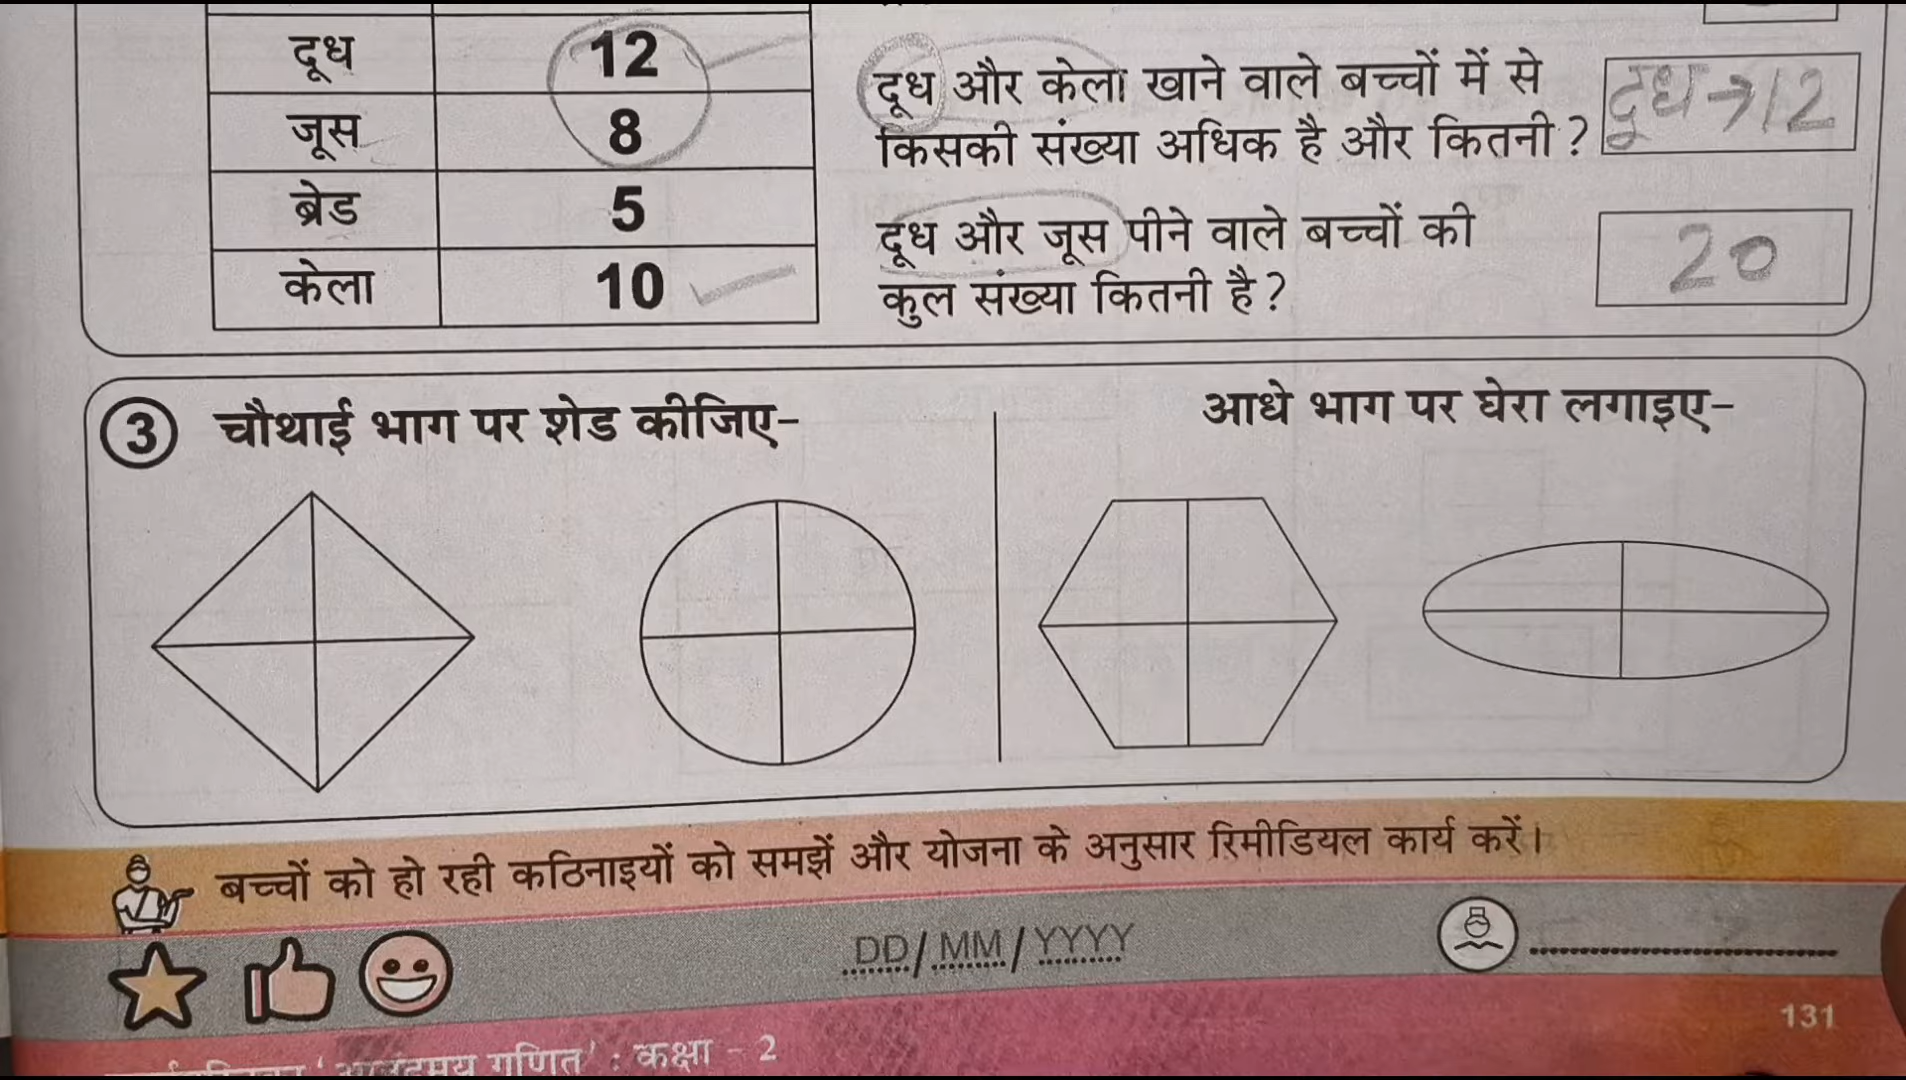 दूध 12
जूस 8
ब्रेड 5
केला 10
दूध और केला खाने वाले बच्चों में से
किसकी संख्या अधिक है और कितनी ?
दूध→12
दूध और जूस पीने वाले बच्चों की
कुल संख्या कितनी है ?
20
3 चौथाई भाग पर शेड कीजिए-
आधे भाग पर घेरा लगाइए-
बच्चों को हो रही कठिनाइयों को समझें और योजना के अनुसार रिमीडियल कार्य करें।
DD/MM/YYYY
131
'आनंदमय गणित' : कक्षा - 2